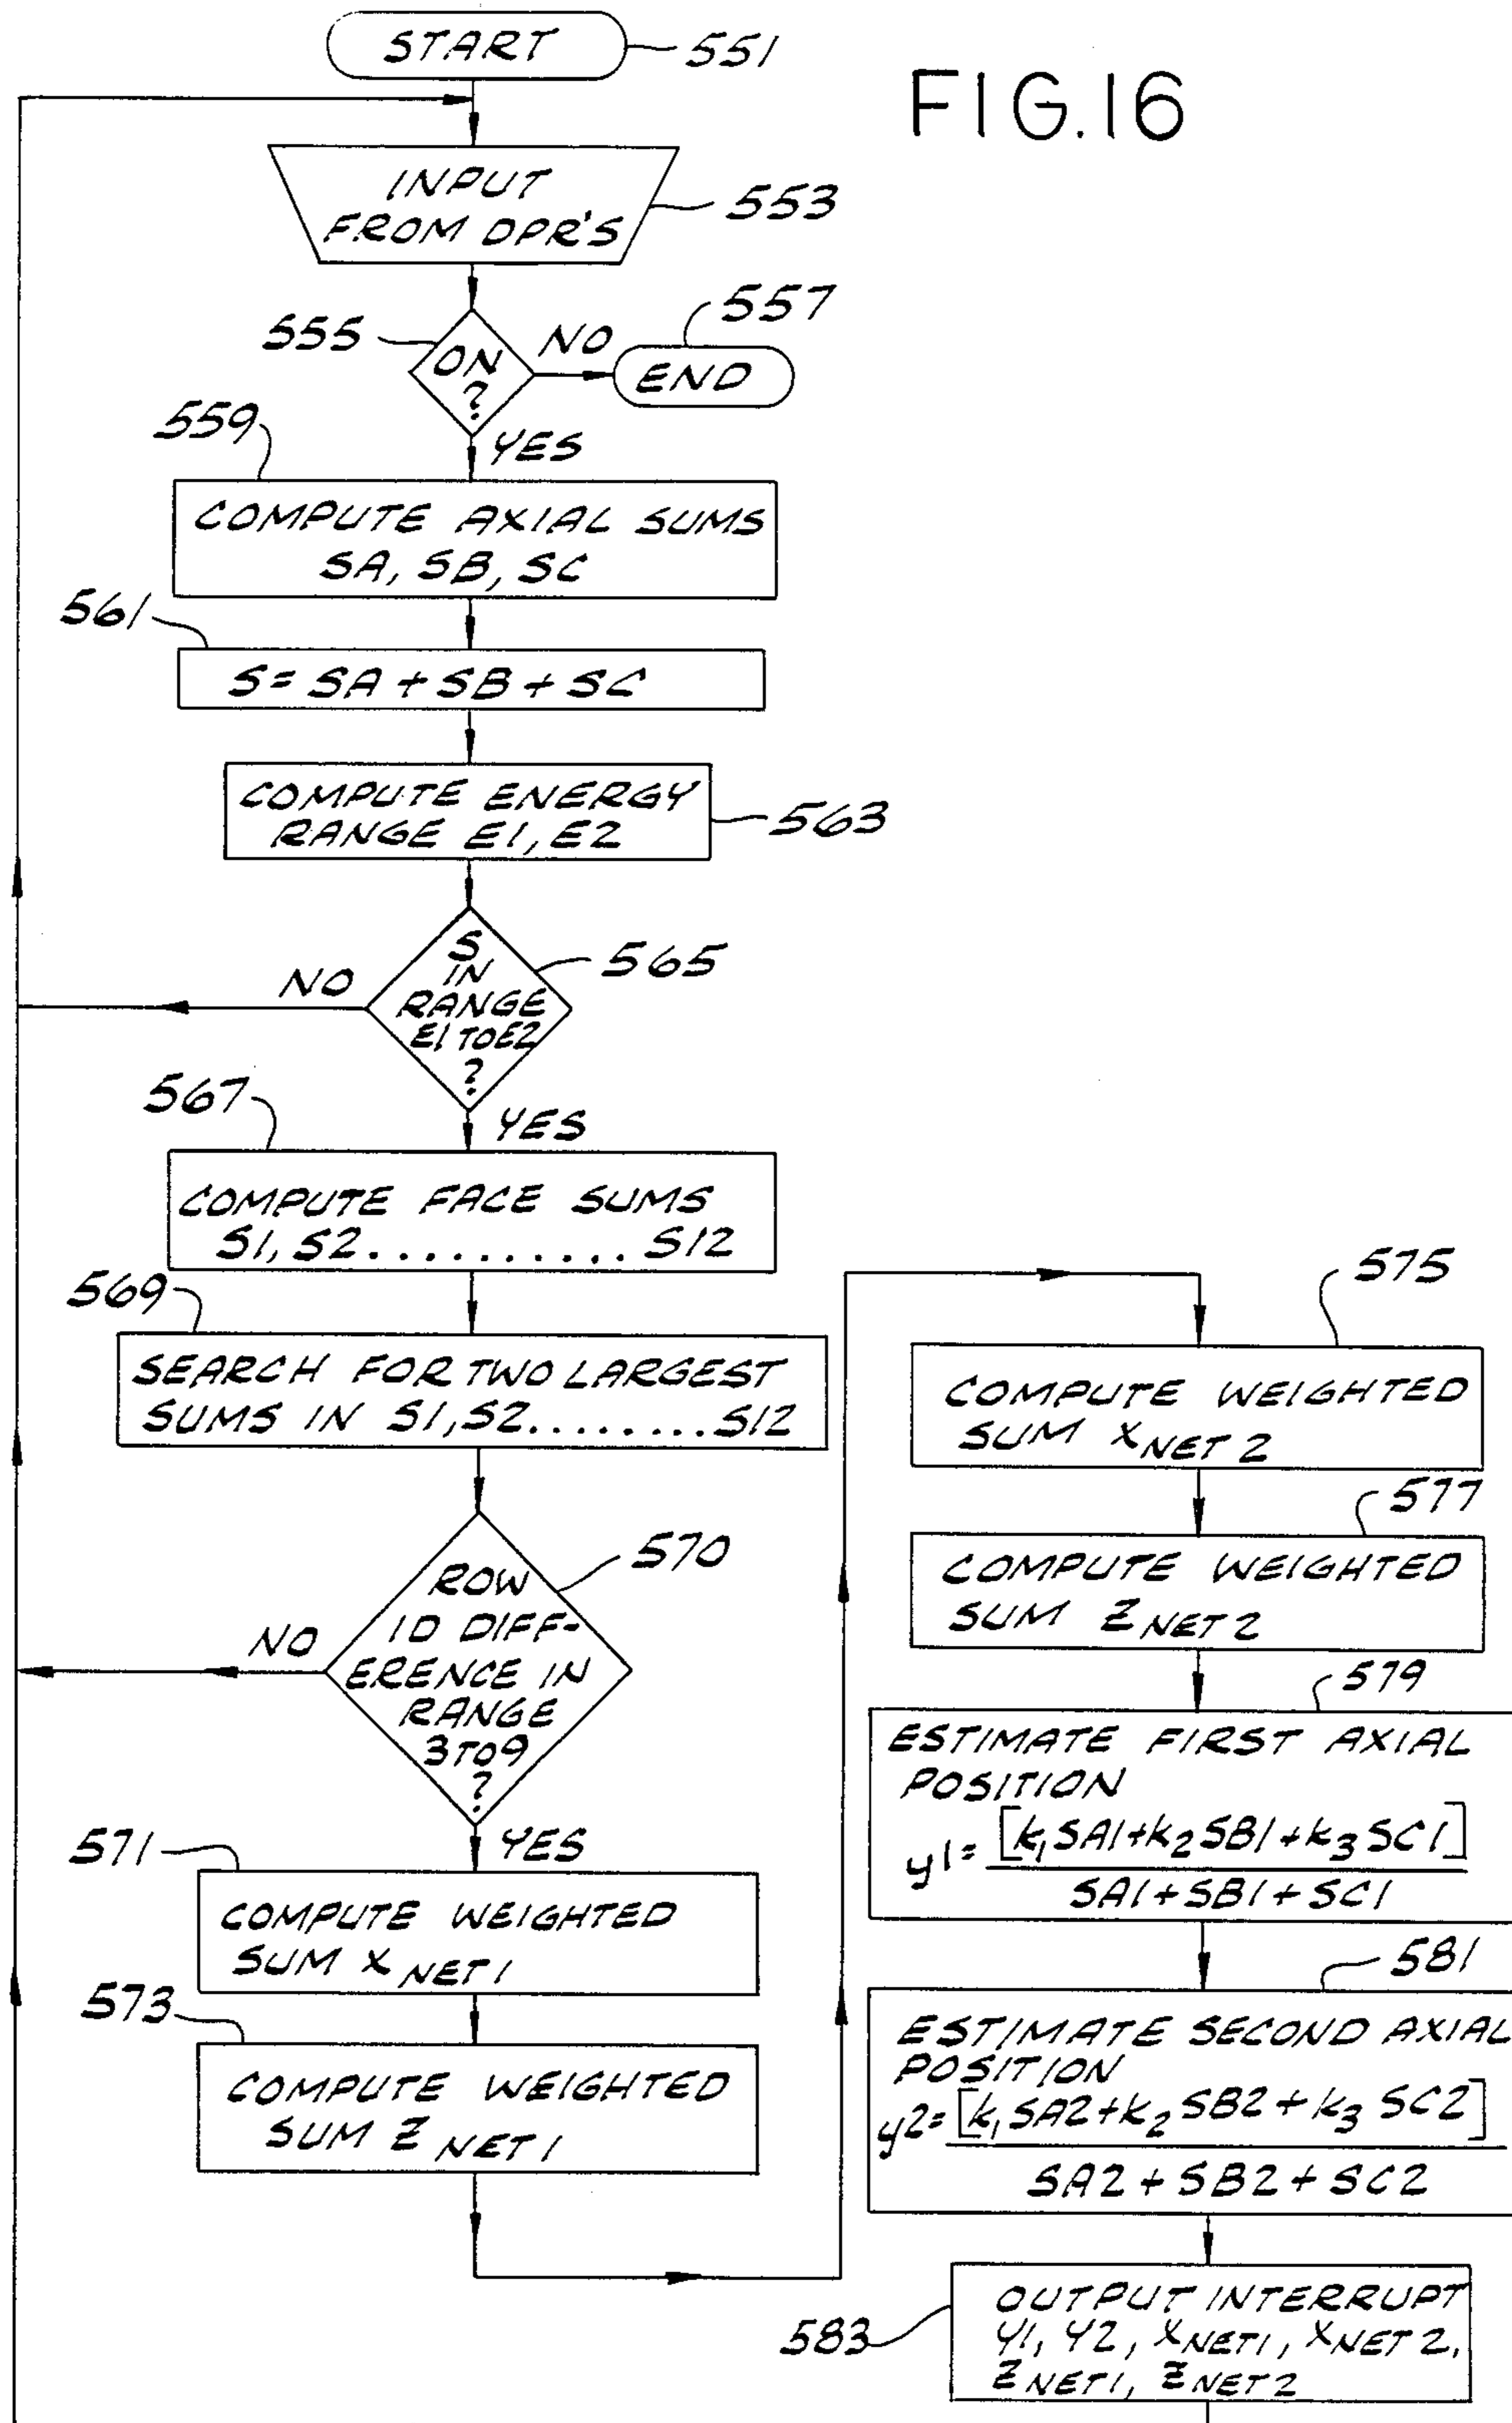 FIG.16
START
551
INPUT
FROM DPR'S
553
555
ON
?
NO
557
END
YES
559
COMPUTE AXIAL SUMS
SA, SB, SC
561
S = SA + SB + SC
COMPUTE ENERGY
RANGE E1, E2
563
S
IN
RANGE
E1 TO E2
?
565
NO
YES
567
COMPUTE FACE SUMS
S1, S2.......... S12
569
SEARCH FOR TWO LARGEST
SUMS IN S1, S2........S12
ROW
ID DIFF-
ERENCE IN
RANGE
3 TO 9
?
570
NO
YES
571
COMPUTE WEIGHTED
SUM X NET 1
573
COMPUTE WEIGHTED
SUM Z NET 1
575
COMPUTE WEIGHTED
SUM X NET 2
577
COMPUTE WEIGHTED
SUM Z NET 2
579
ESTIMATE FIRST AXIAL
POSITION
y1= [k1 SA1+k2 SB1+k3 SC1]
SA1+SB1+SC1
581
ESTIMATE SECOND AXIAL
POSITION
y2= [k1 SA2+k2 SB2+k3 SC2]
SA2+SB2+SC2
583
OUTPUT INTERRUPT
Y1, Y2, X NET1, X NET 2,
Z NET1, Z NET 2